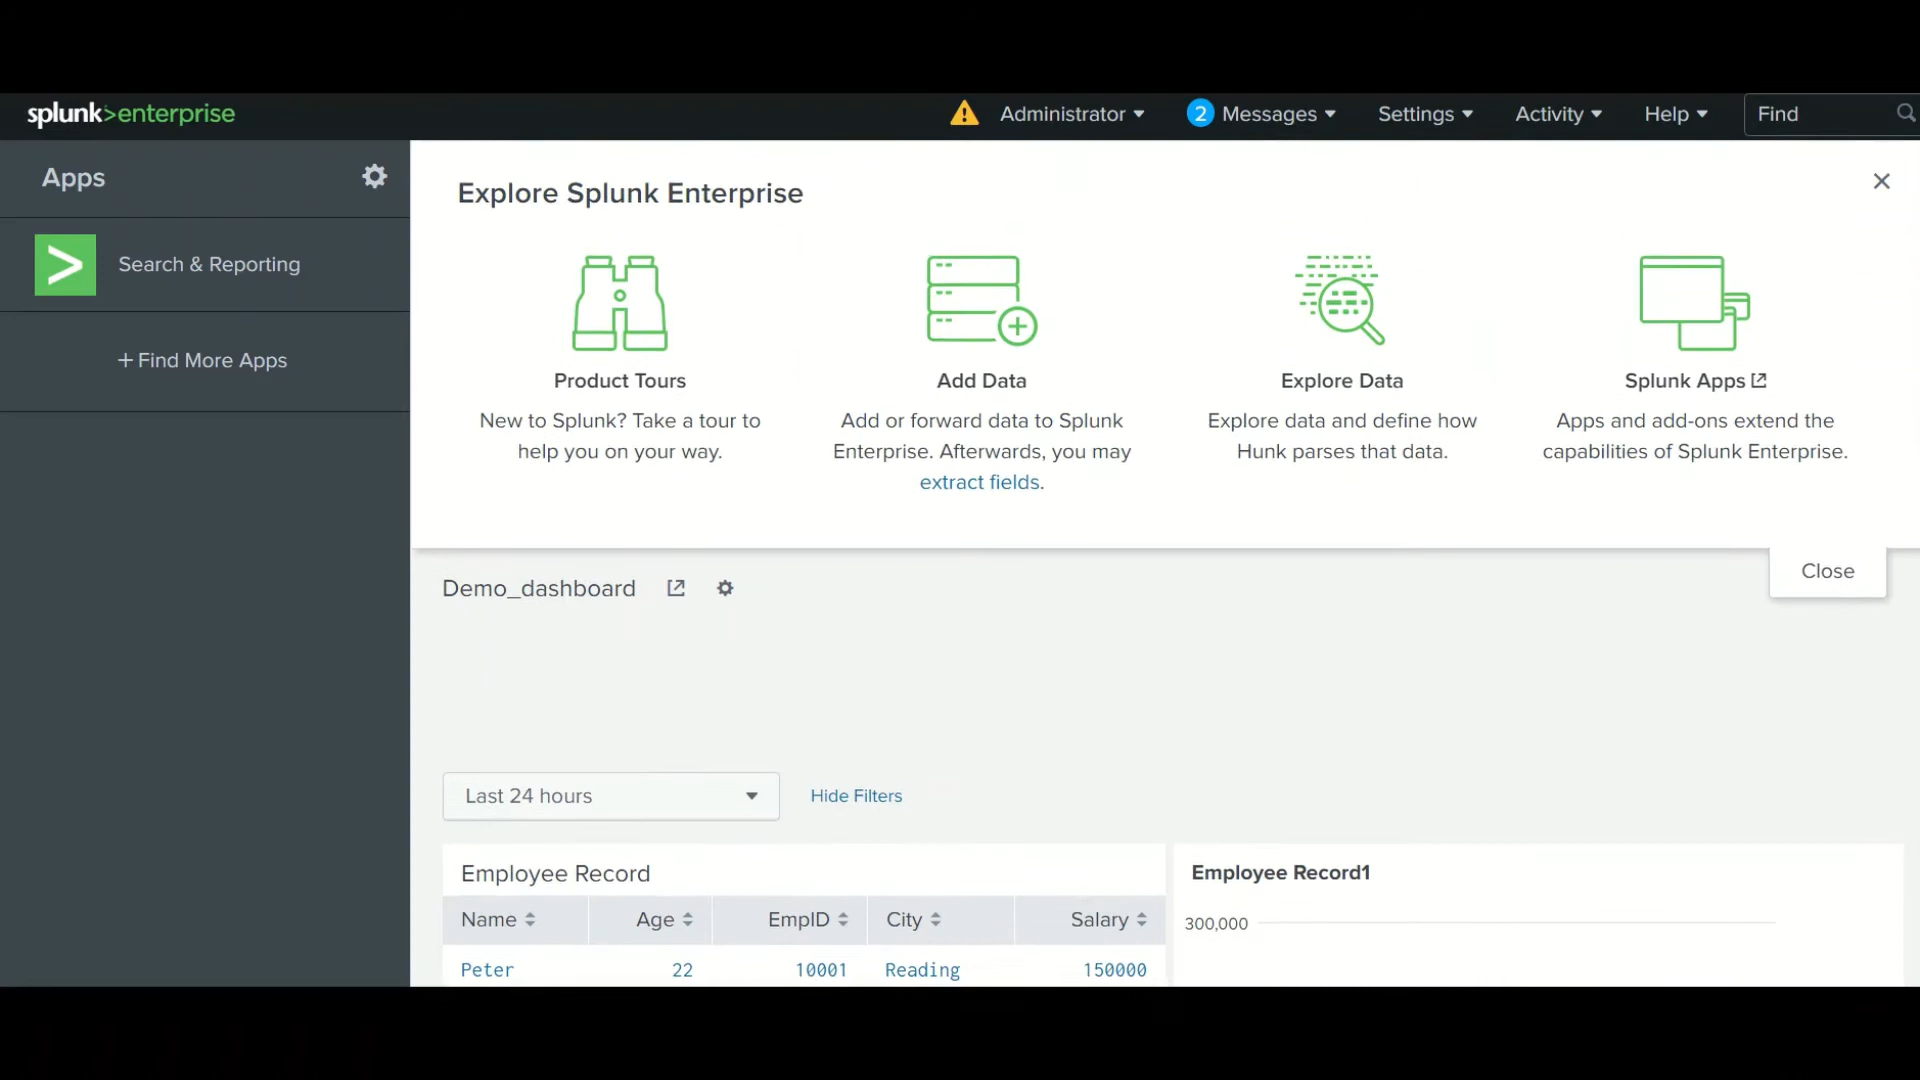 splunk>enterprise
Administrator
2 Messages
Settings
Activity
Help
Find
Apps
Search & Reporting
+ Find More Apps
Explore Splunk Enterprise
Product Tours
New to Splunk? Take a tour to
help you on your way.
Add Data
Add or forward data to Splunk
Enterprise. Afterwards, you may
extract fields.
Explore Data
Explore data and define how
Hunk parses that data.
Splunk Apps
Apps and add-ons extend the
capabilities of Splunk Enterprise.
Close
Demo_dashboard
Last 24 hours
Hide Filters
Employee Record
Name Age EmpID City Salary
Peter 22 10001 Reading 150000
Employee Record1
300,000